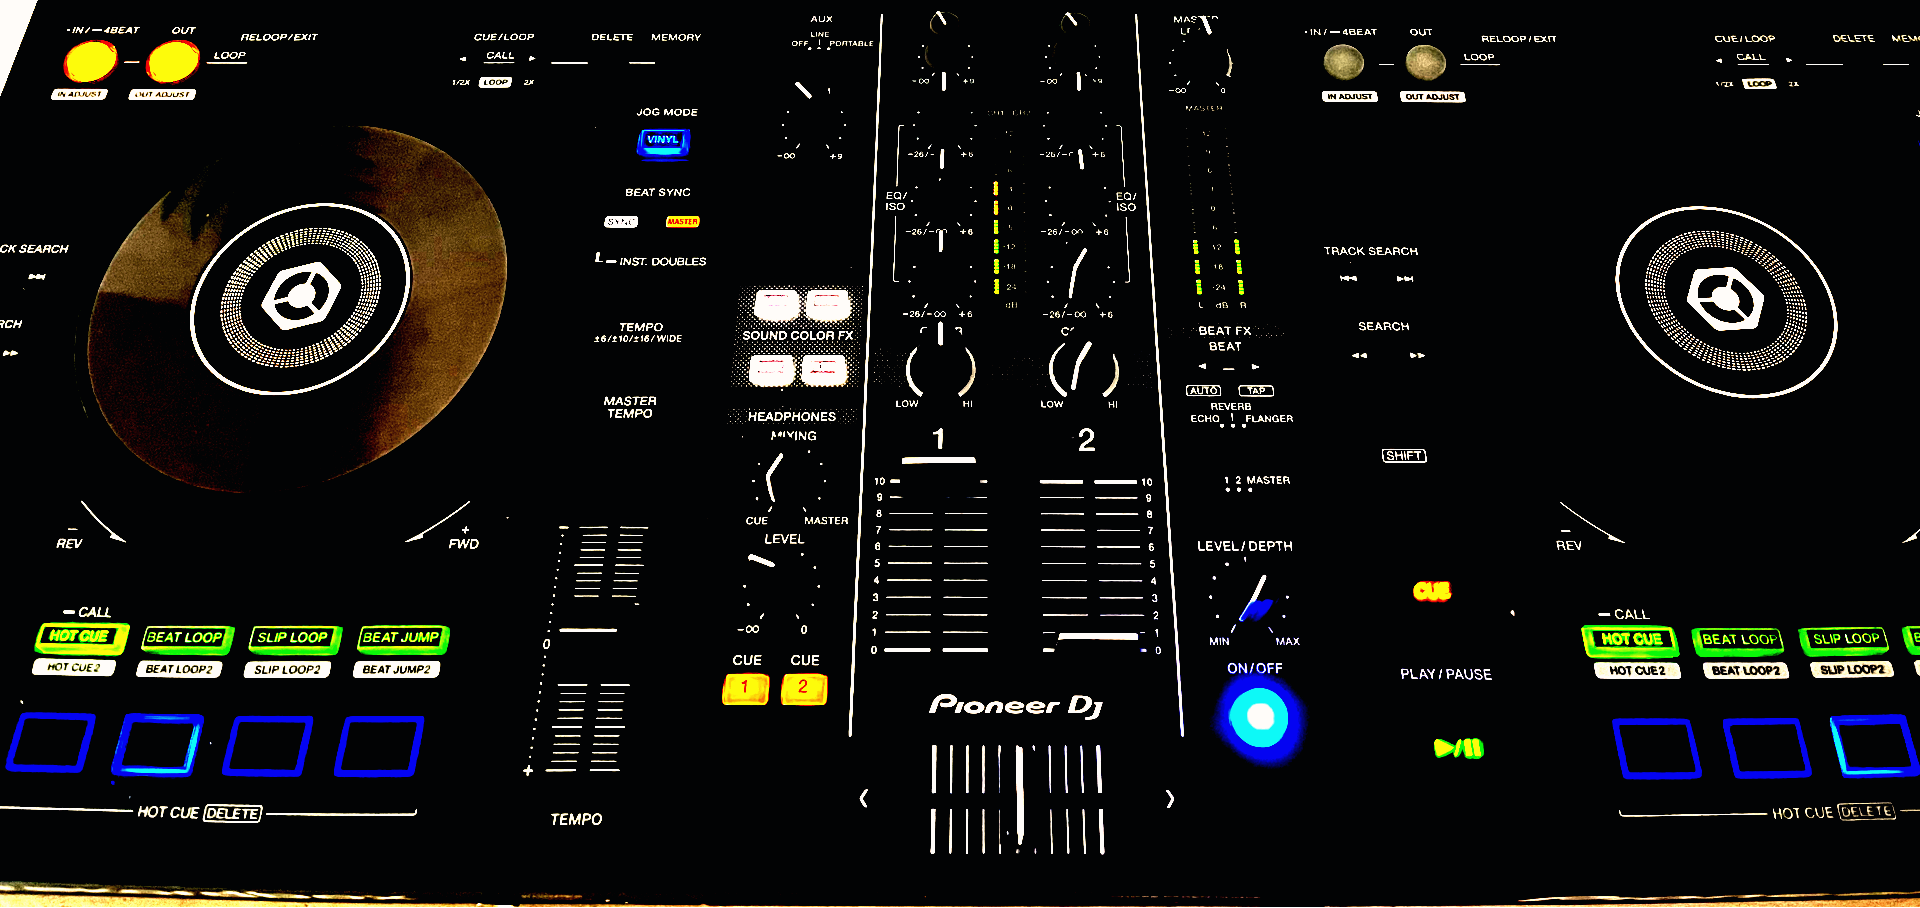 IN/−4BEAT OUT RELOOP/EXIT
LOOP
IN ADJUST OUT ADJUST
CUE/LOOP DELETE MEMORY
CALL
1/2X LOOP 2X
JOG MODE
VINYL
BEAT SYNC
SYNC MASTER
INST. DOUBLES
TEMPO
±6/±10/±16/WIDE
MASTER
TEMPO
CK SEARCH
RCH
− REV
+ FWD
− CALL
HOT CUE BEAT LOOP SLIP LOOP BEAT JUMP
HOT CUE2 BEAT LOOP2 SLIP LOOP2 BEAT JUMP2
HOT CUE DELETE
0
+
TEMPO
AUX
LINE
OFF PORTABLE
-∞ +9
SOUND COLOR FX
HEADPHONES
MIXING
CUE MASTER
LEVEL
-∞ 0
CUE CUE
1 2
-∞ +9 -∞ +9
-26/- +6 -26/- +6
EQ/
ISO
EQ/
ISO
-26/-∞ +6 -26/-∞ +6
-26/-∞ +6 -26/-∞ +6
12
-18
-24
dB
LOW HI LOW HI
1 2
10 10
9 9
8 8
7 7
6 6
5 5
4 4
3 3
2 2
1 1
0 0
Pioneer Dj
MASTER
-∞ 0
MASTER
12
-18
-24
L dB R
BEAT FX
BEAT
AUTO TAP
REVERB
ECHO FLANGER
1 2 MASTER
LEVEL/DEPTH
MIN MAX
ON/OFF
IN/−4BEAT OUT RELOOP/EXIT
LOOP
IN ADJUST OUT ADJUST
CUE/LOOP DELETE MEM
CALL
1/2X LOOP 2X
TRACK SEARCH
SEARCH
SHIFT
CUE
PLAY/PAUSE
− REV
− CALL
HOT CUE BEAT LOOP SLIP LOOP B
HOT CUE2 BEAT LOOP2 SLIP LOOP2
HOT CUE DELETE